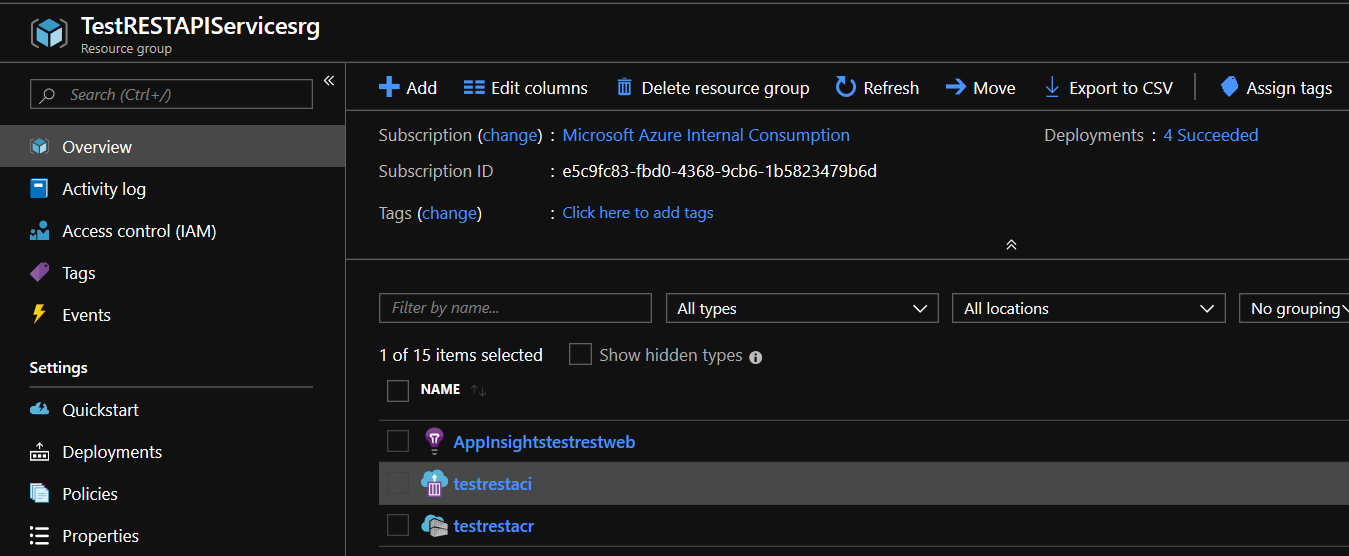 TestRESTAPIServicesrg
Resource group
Search (Ctrl+/)
«
Overview
Activity log
Access control (IAM)
Tags
Events
Settings
Quickstart
Deployments
Policies
Properties
Add Edit columns Delete resource group Refresh Move Export to CSV Assign tags
Subscription (change) : Microsoft Azure Internal Consumption Deployments : 4 Succeeded
Subscription ID : e5c9fc83-fbd0-4368-9cb6-1b5823479b6d
Tags (change) : Click here to add tags
Filter by name... All types All locations No grouping
1 of 15 items selected Show hidden types
NAME
AppInsightstestrestweb
testrestaci
testrestacr